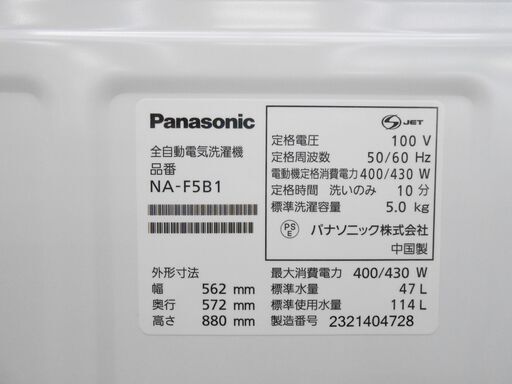 Panasonic
全自動電気洗濯機
品番
NA-F5B1
外形寸法
幅 562 mm
奥行 572 mm
高さ 880 mm
S JET
定格電圧 100 V
定格周波数 50/60 Hz
電動機定格消費電力 400/430 W
定格時間 洗いのみ 10 分
標準洗濯容量 5.0 kg
PSE パナソニック株式会社
中国製
最大消費電力 400/430 W
標準水量 47 L
標準使用水量 114 L
製造番号 2321404728